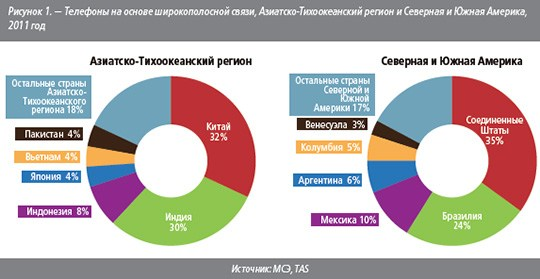 Рисунок 1. — Телефоны на основе широкополосной связи, Азиатско-Тихоокеанский регион и Северная и Южная Америка,
2011 год
Азиатско-Тихоокеанский регион
Остальные страны
Азиатско-
Тихоокеанского
региона 18%
Пакистан 4%
Вьетнам 4%
Япония 4%
Индонезия 8%
Китай
32%
Индия
30%
Северная и Южная Америка
Остальные страны
Северной и
Южной
Америки 17%
Венесуэла 3%
Колумбия 5%
Аргентина 6%
Мексика 10%
Соединенные
Штаты
35%
Бразилия
24%
Источник: МСЭ, TAS